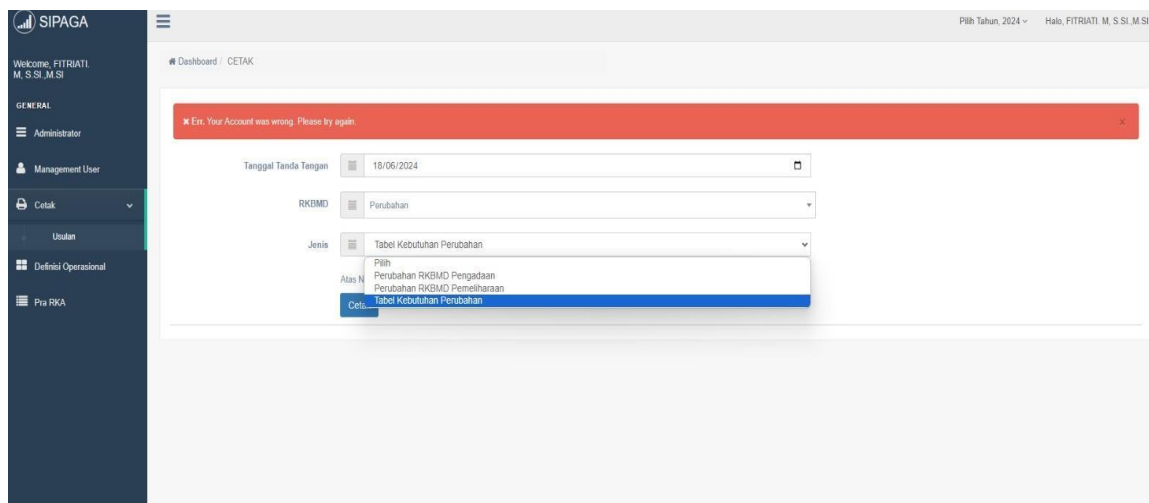 SIPAGA
Pilih Tahun, 2024
Halo, FITRIATI. M, S.SI.,M.SI
Welcome, FITRIATI.
M, S.SI.,M.SI
Dashboard / CETAK
GENERAL
Administrator
Management User
Cetak
Usulan
Definisi Operasional
Pra RKA
Err. Your Account was wrong. Please try again.
x
Tanggal Tanda Tangan
18/06/2024
RKBMD
Perubahan
Jenis
Tabel Kebutuhan Perubahan
Pilih
Perubahan RKBMD Pengadaan
Perubahan RKBMD Pemeliharaan
Tabel Kebutuhan Perubahan
Atas N
Ceta